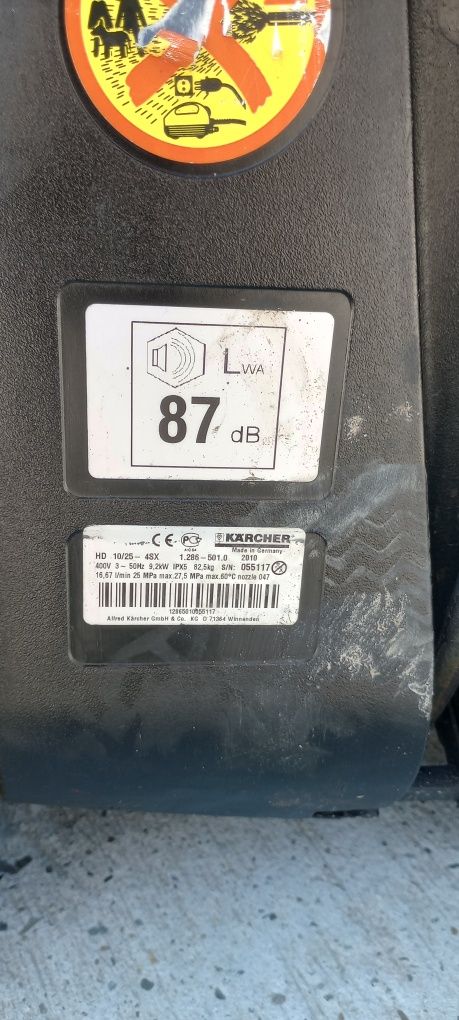 LWA
87 dB
CE PG KÄRCHER
Made in Germany
HD 10/25 - 4SX 1.286-501.0 2010
400V 3~ 50Hz 9,2kW IPX5 82,5kg S/N: 055117
16,67 l/min 25 MPa max.27,5 MPa max.60°C nozzle 047
12865010055117
Alfred Kärcher GmbH & Co. KG D 71364 Winnenden